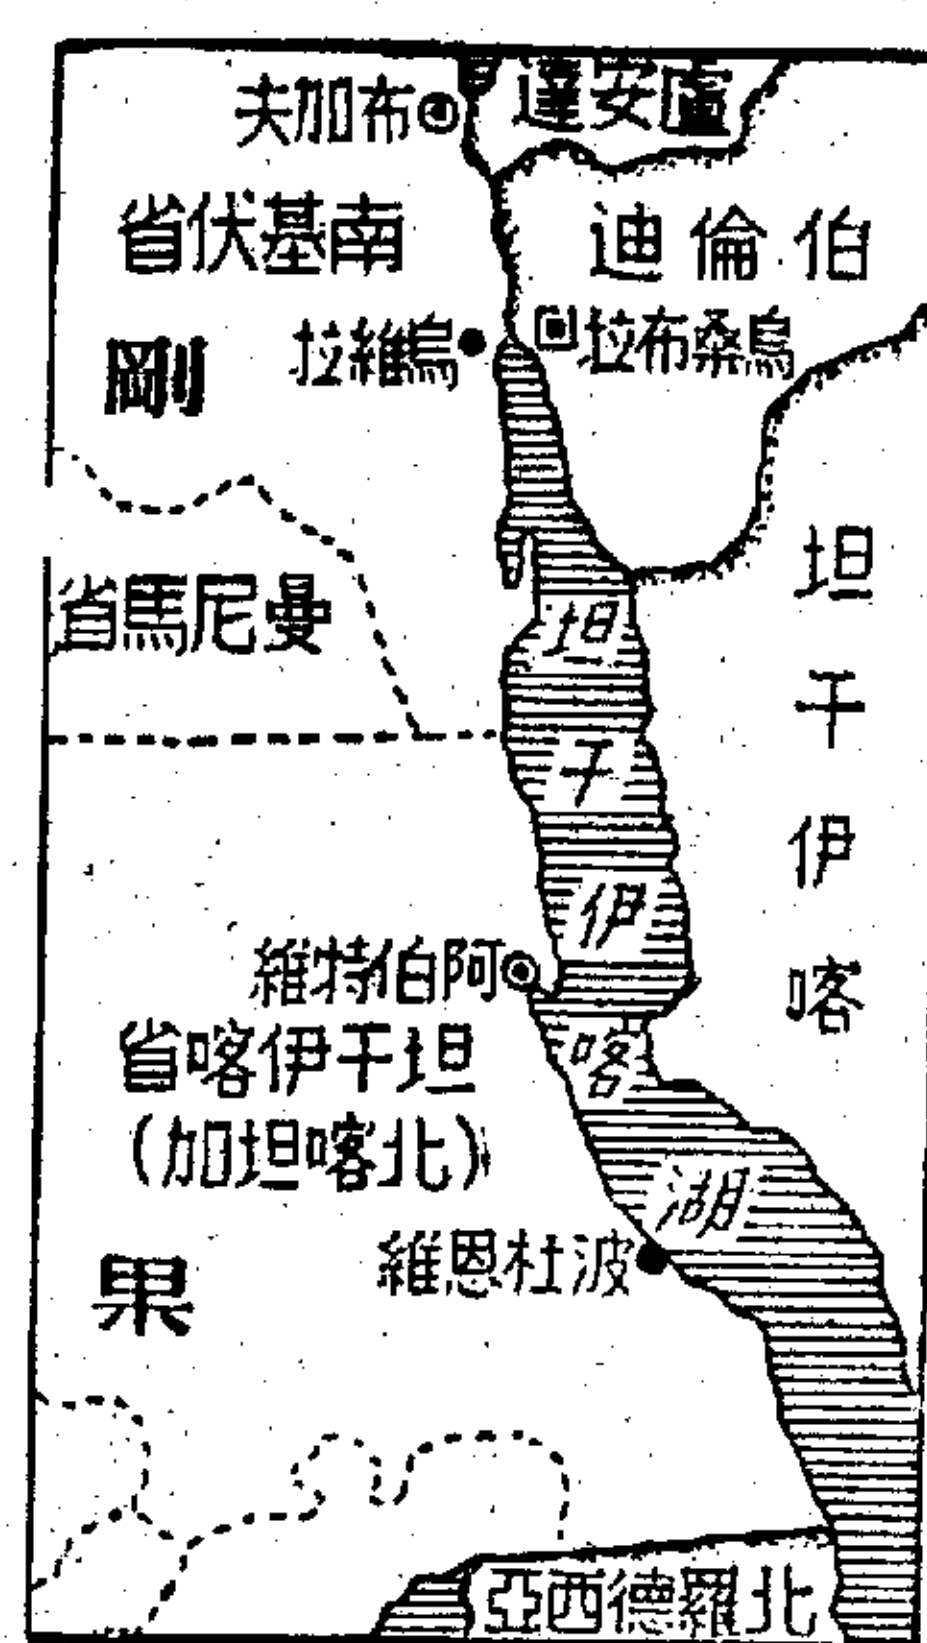 盧安達
布加夫
南基伏省
伯倫迪
烏維拉
烏桑布拉
剛果
曼尼馬省
坦干伊喀
坦干伊喀湖
阿伯特維
坦干伊喀省
(北喀坦加)
波杜恩維
北羅德西亞